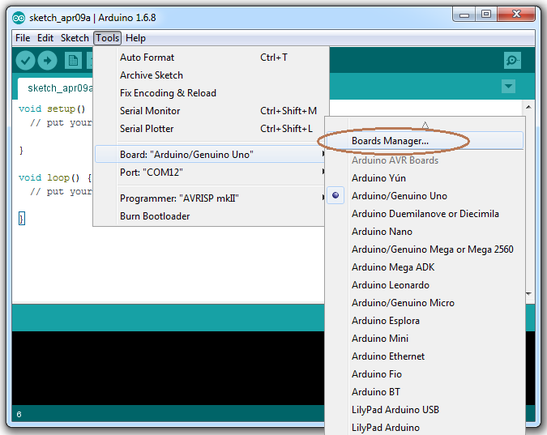 sketch_apr09a | Arduino 1.6.8
File Edit Sketch Tools Help
sketch_apr09a
void setup()
// put your
}
void loop() {
// put your
}
Auto Format Ctrl+T
Archive Sketch
Fix Encoding & Reload
Serial Monitor Ctrl+Shift+M
Serial Plotter Ctrl+Shift+L
Board: "Arduino/Genuino Uno"
Port: "COM12"
Programmer: "AVRISP mkII"
Burn Bootloader
Boards Manager...
Arduino AVR Boards
Arduino Yún
Arduino/Genuino Uno
Arduino Duemilanove or Diecimila
Arduino Nano
Arduino/Genuino Mega or Mega 2560
Arduino Mega ADK
Arduino Leonardo
Arduino/Genuino Micro
Arduino Esplora
Arduino Mini
Arduino Ethernet
Arduino Fio
Arduino BT
LilyPad Arduino USB
LilyPad Arduino
6